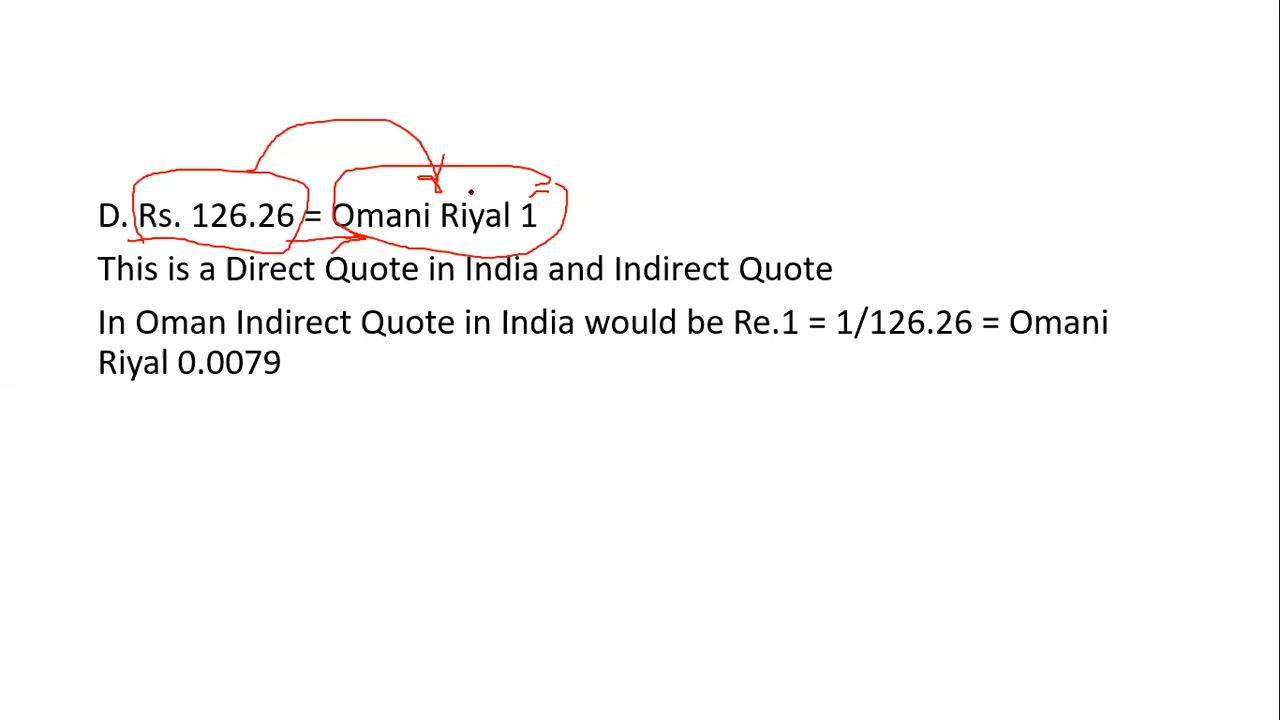 D. Rs. 126.26 = Omani Riyal 1
This is a Direct Quote in India and Indirect Quote
In Oman Indirect Quote in India would be Re.1 = 1/126.26 = Omani
Riyal 0.0079